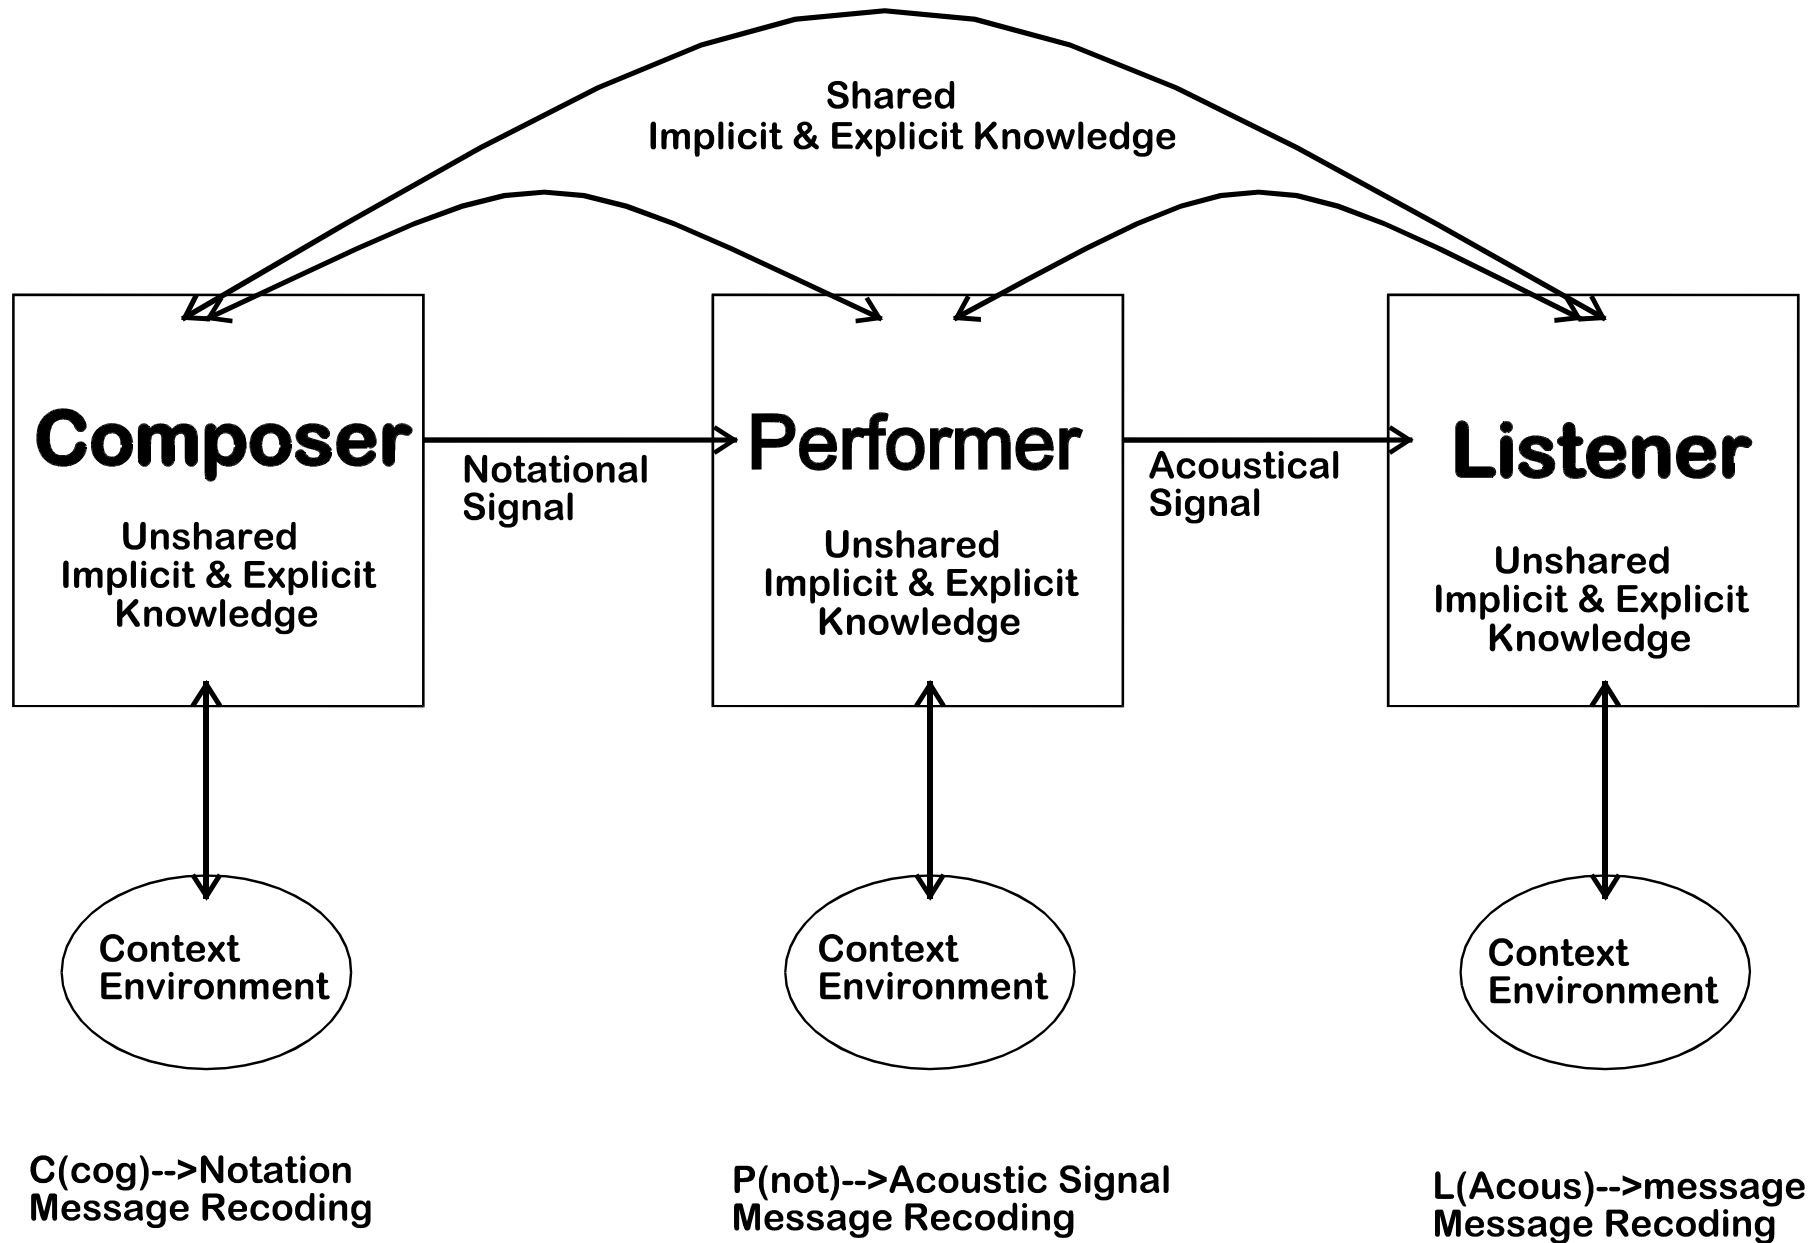 Shared
Implicit & Explicit Knowledge
Composer
Unshared
Implicit & Explicit
Knowledge
Notational
Signal
Performer
Unshared
Implicit & Explicit
Knowledge
Acoustical
Signal
Listener
Unshared
Implicit & Explicit
Knowledge
Context
Environment
Context
Environment
Context
Environment
C(cog)-->Notation
Message Recoding
P(not)-->Acoustic Signal
Message Recoding
L(Acous)-->message
Message Recoding